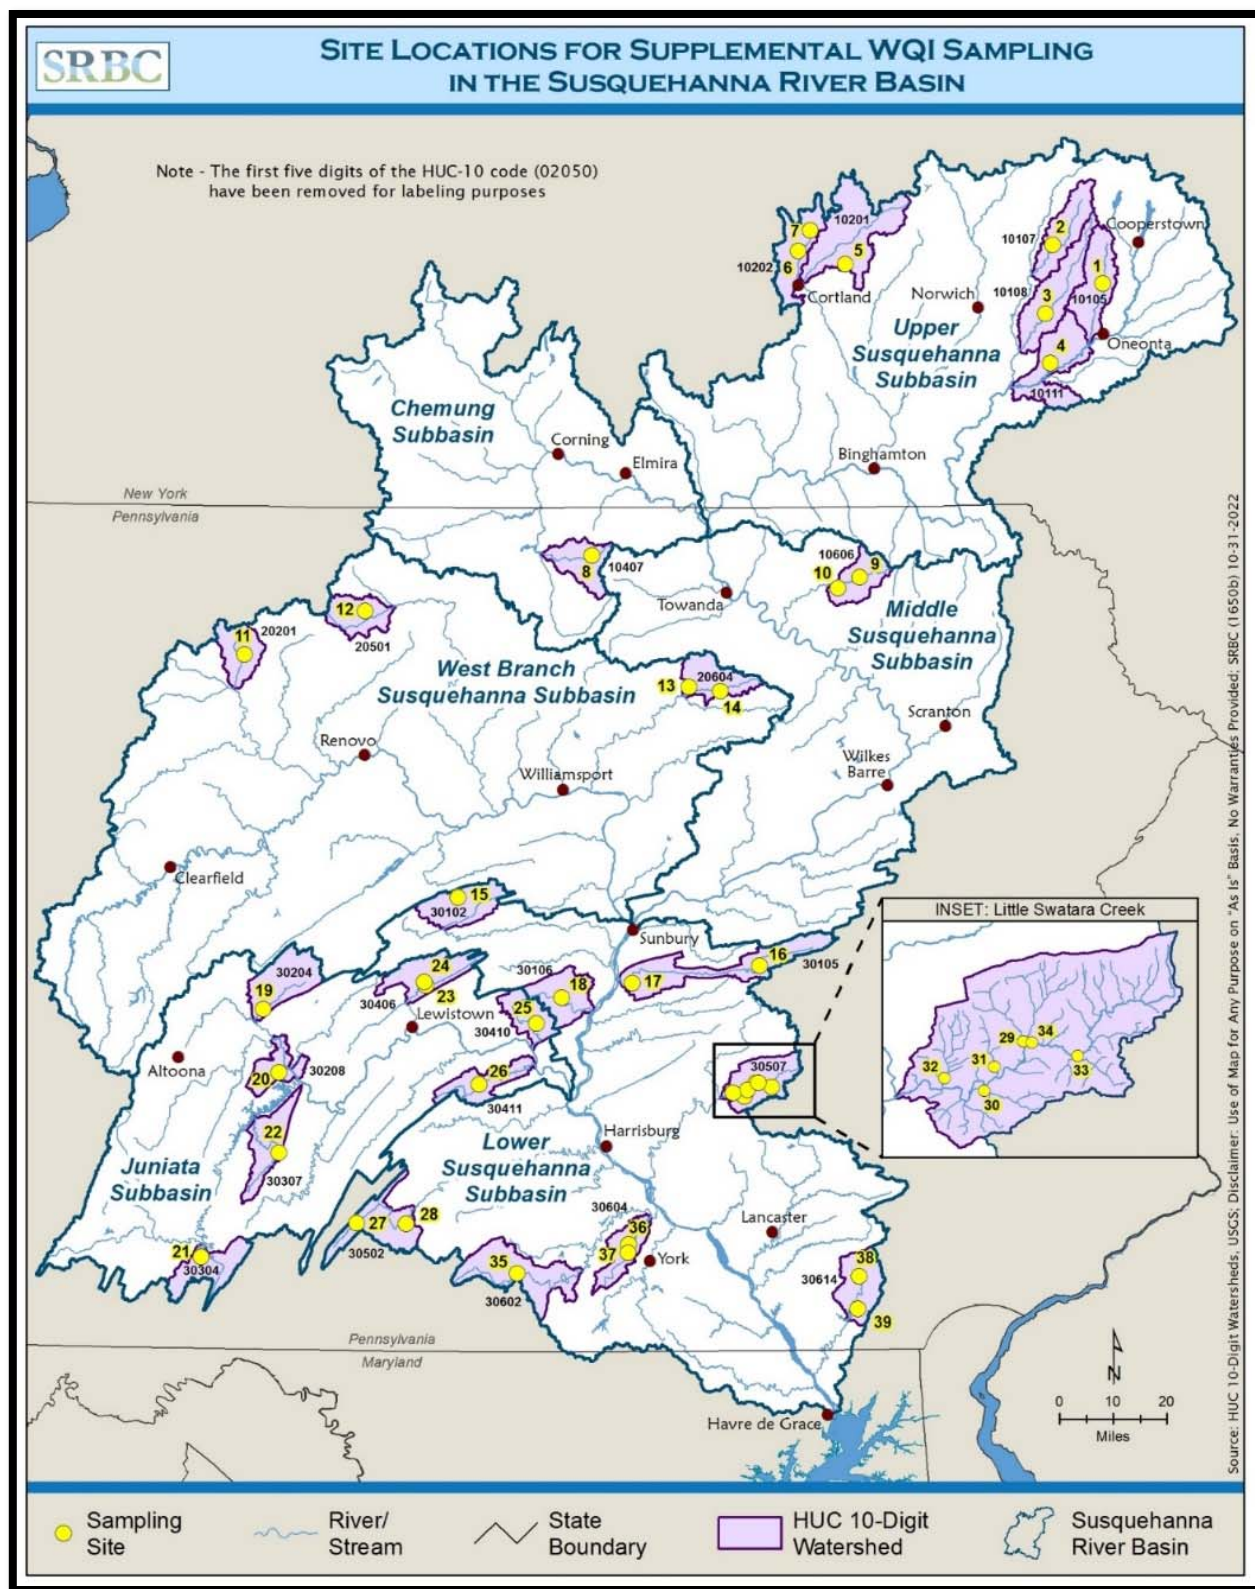 SRBC
SITE LOCATIONS FOR SUPPLEMENTAL WQI SAMPLING
IN THE SUSQUEHANNA RIVER BASIN
Note - The first five digits of the HUC-10 code (02050)
have been removed for labeling purposes
10201
7
5
10202
6
Cortland
10107
2
Cooperstown
1
10108
3
10105
Norwich
Oneonta
4
10111
Upper
Susquehanna
Subbasin
Chemung
Subbasin
Corning
Elmira
Binghamton
New York
Pennsylvania
8
10407
10606
10
9
Towanda
Middle
Susquehanna
Subbasin
12
20501
11
20201
West Branch
Susquehanna Subbasin
13
20604
14
Scranton
Renovo
Wilkes
Barre
Williamsport
Clearfield
15
30102
Sunbury
16
30105
17
30204
19
24
30406
23
Lewistown
30106
18
25
30410
Altoona
20
30208
26
30411
30507
22
30307
Harrisburg
Juniata
Subbasin
Lower
Susquehanna
Subbasin
21
30304
27
28
30502
35
30602
30604
36
37
York
Lancaster
38
30614
39
INSET: Little Swatara Creek
29
34
32
31
33
30
Pennsylvania
Maryland
Havre de Grace
N
0 10 20
Miles
Source: HUC 10-Digit Watersheds, USGS; Disclaimer: Use of Map for Any Purpose on "As Is" Basis. No Warranties Provided; SRBC (1650b) 10-31-2022
Sampling
Site
River/
Stream
State
Boundary
HUC 10-Digit
Watershed
Susquehanna
River Basin